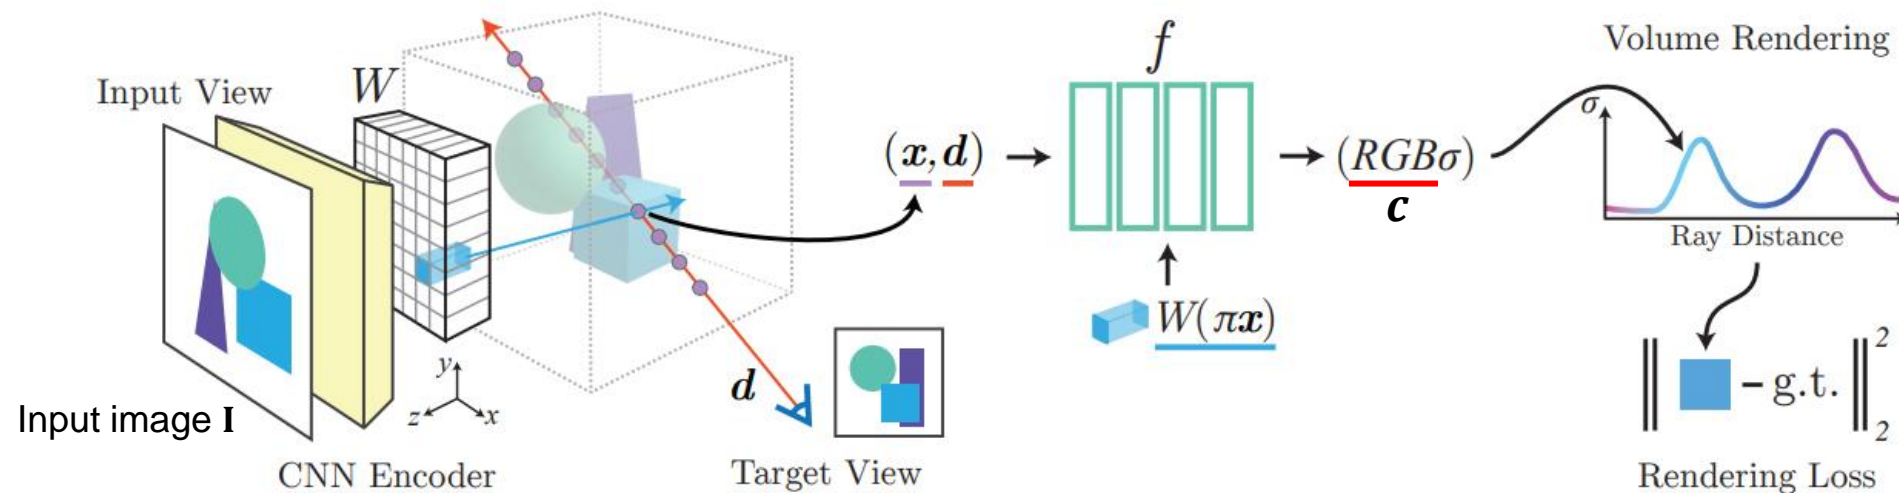 Input View
W
Input image I
CNN Encoder
y
z
x
d
Target View
(x, d)
f
W(πx)
(RGBσ)
c
Volume Rendering
σ
Ray Distance
‖ - g.t. ‖ 2 2
Rendering Loss